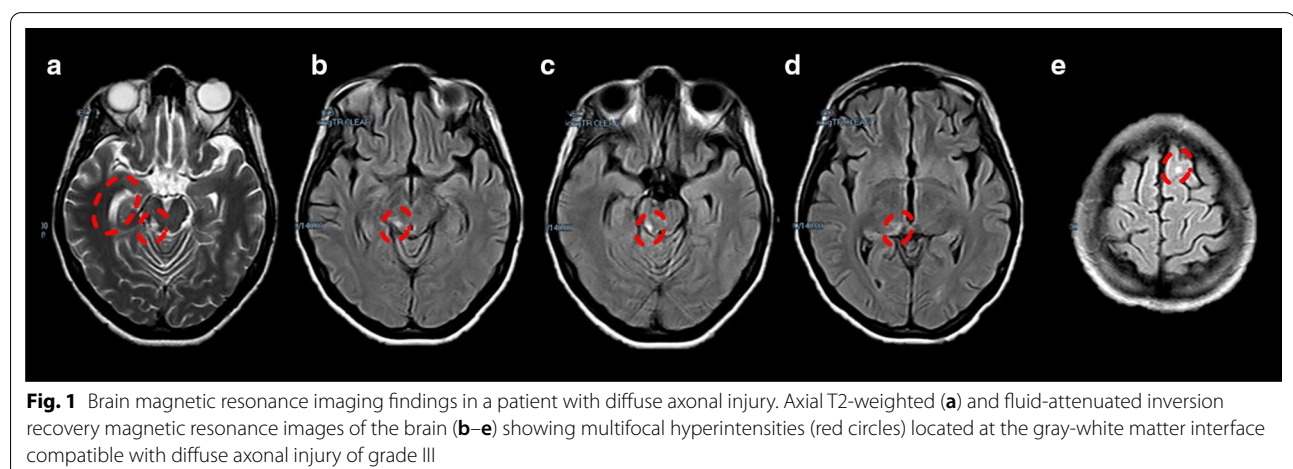 a b c d e
Fig. 1 Brain magnetic resonance imaging findings in a patient with diffuse axonal injury. Axial T2-weighted (a) and fluid-attenuated inversion
recovery magnetic resonance images of the brain (b–e) showing multifocal hyperintensities (red circles) located at the gray-white matter interface
compatible with diffuse axonal injury of grade III